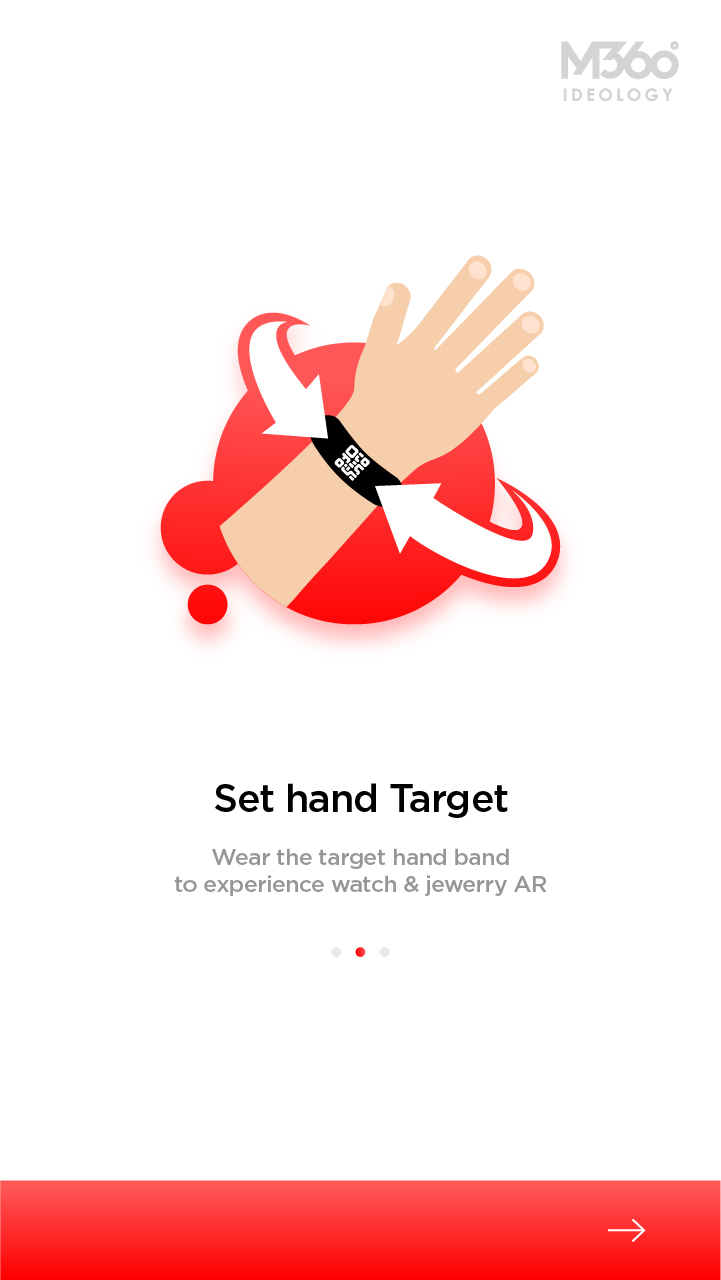 M360°
IDEOLOGY
Set hand Target
Wear the target hand band
to experience watch & jewerry AR